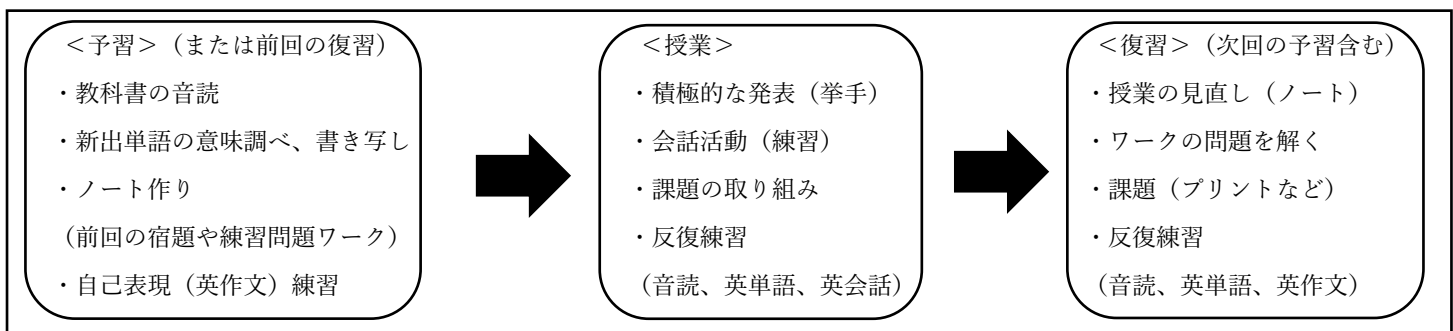 ＜予習＞（または前回の復習）
・教科書の音読
・新出単語の意味調べ、書き写し
・ノート作り
（前回の宿題や練習問題ワーク）
・自己表現（英作文）練習
＜授業＞
・積極的な発表（挙手）
・会話活動（練習）
・課題の取り組み
・反復練習
（音読、英単語、英会話）
＜復習＞（次回の予習含む）
・授業の見直し（ノート）
・ワークの問題を解く
・課題（プリントなど）
・反復練習
（音読、英単語、英作文）